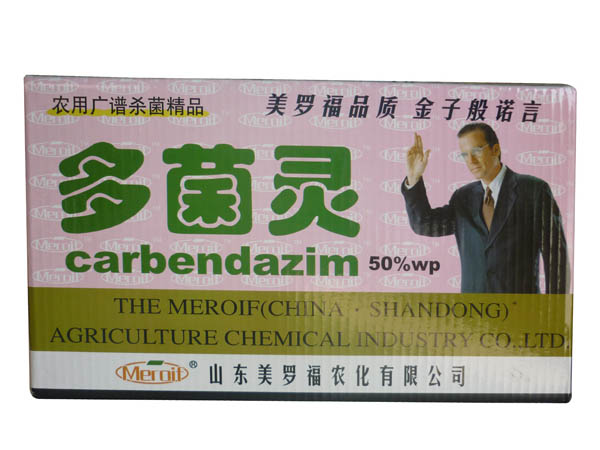 农用广谱杀菌精品
美罗福品质 金子般诺言
多菌灵
carbendazim 50%wp
THE MEROIF(CHINA · SHANDONG)
AGRICULTURE CHEMICAL INDUSTRY CO.,LTD.
Meroif® 山东美罗福农化有限公司